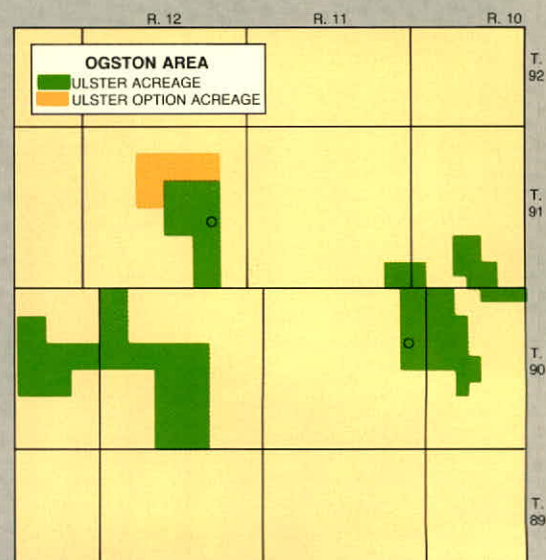 R. 12 R. 11 R. 10
OGSTON AREA
ULSTER ACREAGE
ULSTER OPTION ACREAGE
T.
92
T.
91
T.
90
T.
89